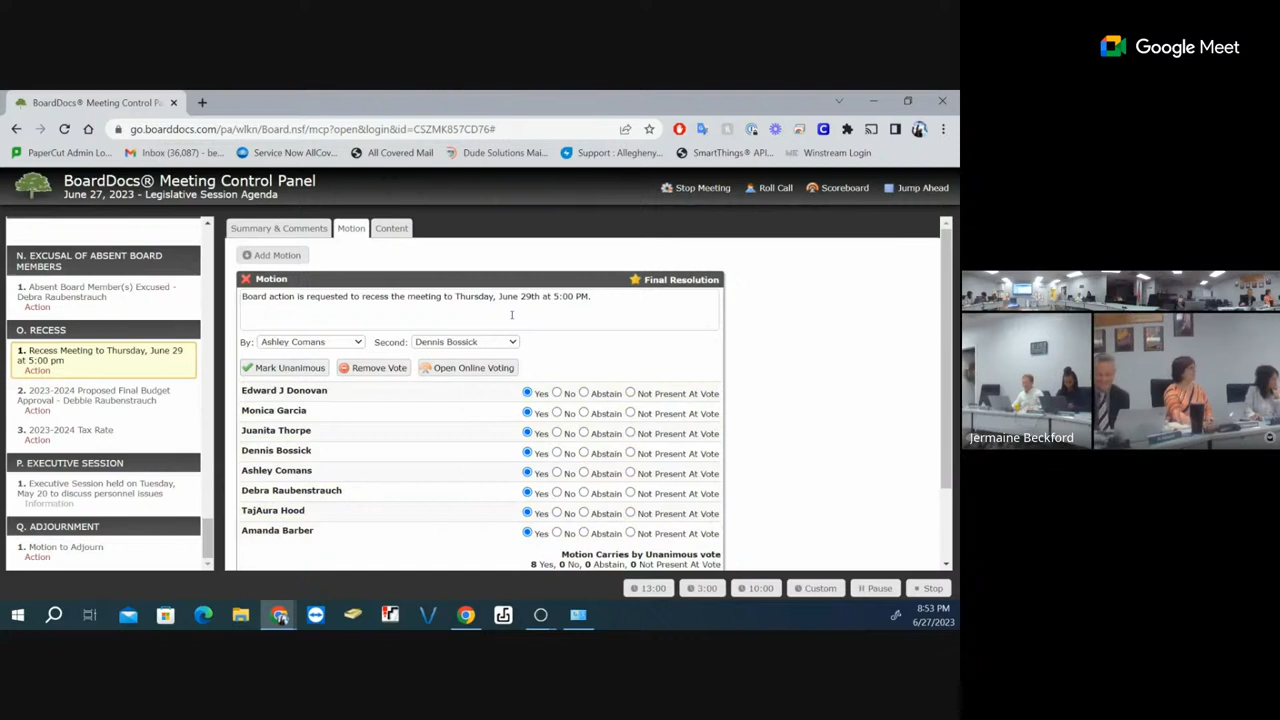 Google Meet
BoardDocs® Meeting Control Pa
go.boarddocs.com/pa/wlkn/Board.nsf/mcp?open&login&id=CSZMK857CD76#
PaperCut Admin Lo... Inbox (36,087) - be... Service Now AllCov... All Covered Mail Dude Solutions Mai... Support : Allegheny... SmartThings® API... Winstream Login
BoardDocs® Meeting Control Panel
June 27, 2023 - Legislative Session Agenda
Stop Meeting Roll Call Scoreboard Jump Ahead
N. EXCUSAL OF ABSENT BOARD
MEMBERS
1. Absent Board Member(s) Excused -
Debra Raubenstrauch
Action
O. RECESS
1. Recess Meeting to Thursday, June 29
at 5:00 pm
Action
2. 2023-2024 Proposed Final Budget
Approval - Debbie Raubenstrauch
Action
3. 2023-2024 Tax Rate
Action
P. EXECUTIVE SESSION
1. Executive Session held on Tuesday,
May 20 to discuss personnel issues
Information
Q. ADJOURNMENT
1. Motion to Adjorn
Action
Summary & Comments Motion Content
Add Motion
Motion Final Resolution
Board action is requested to recess the meeting to Thursday, June 29th at 5:00 PM.
By: Ashley Comans Second: Dennis Bossick
Mark Unanimous Remove Vote Open Online Voting
Edward J Donovan Yes No Abstain Not Present At Vote
Monica Garcia Yes No Abstain Not Present At Vote
Juanita Thorpe Yes No Abstain Not Present At Vote
Dennis Bossick Yes No Abstain Not Present At Vote
Ashley Comans Yes No Abstain Not Present At Vote
Debra Raubenstrauch Yes No Abstain Not Present At Vote
TajAura Hood Yes No Abstain Not Present At Vote
Amanda Barber Yes No Abstain Not Present At Vote
Motion Carries by Unanimous vote
8 Yes, 0 No, 0 Abstain, 0 Not Present At Vote
13:00 3:00 10:00 Custom Pause Stop
8:53 PM
6/27/2023
Jermaine Beckford